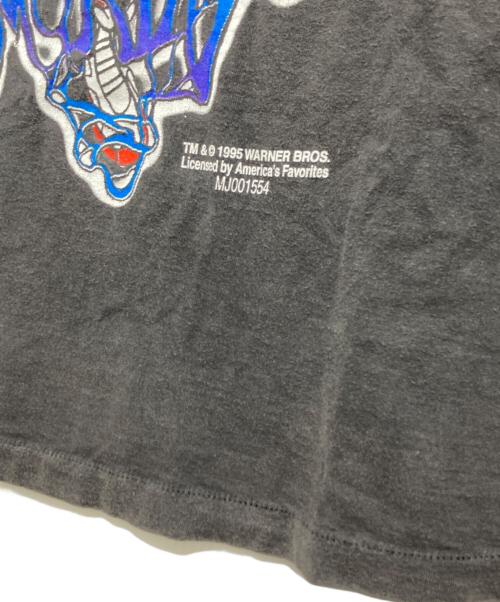 TM & © 1995 WARNER BROS.
Licensed by America's Favorites
MJ001554